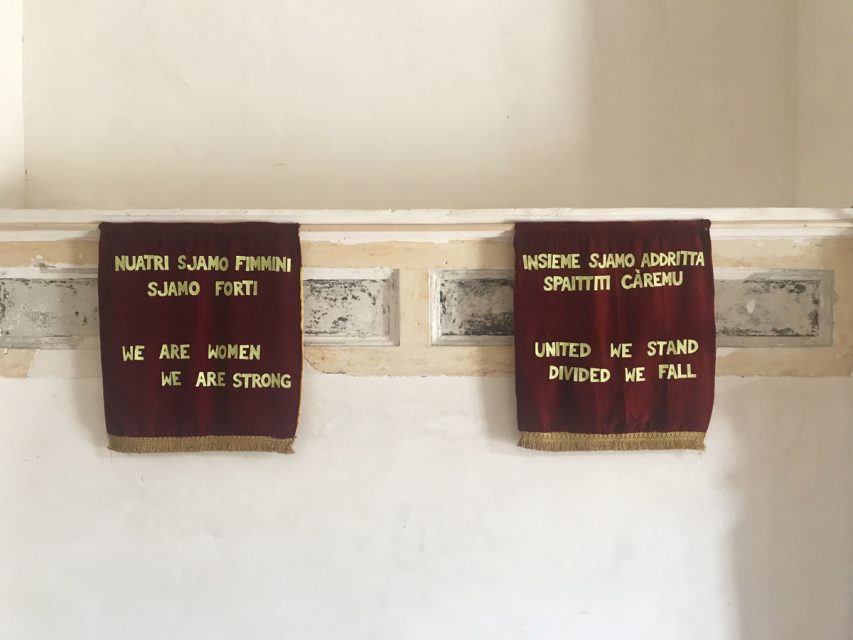 NUATRI SJAMO FIMMINI
SJAMO FORTI
WE ARE WOMEN
WE ARE STRONG
INSIEME SJAMO ADDRITTA
SPAITTITI CÀREMU
UNITED WE STAND
DIVIDED WE FALL